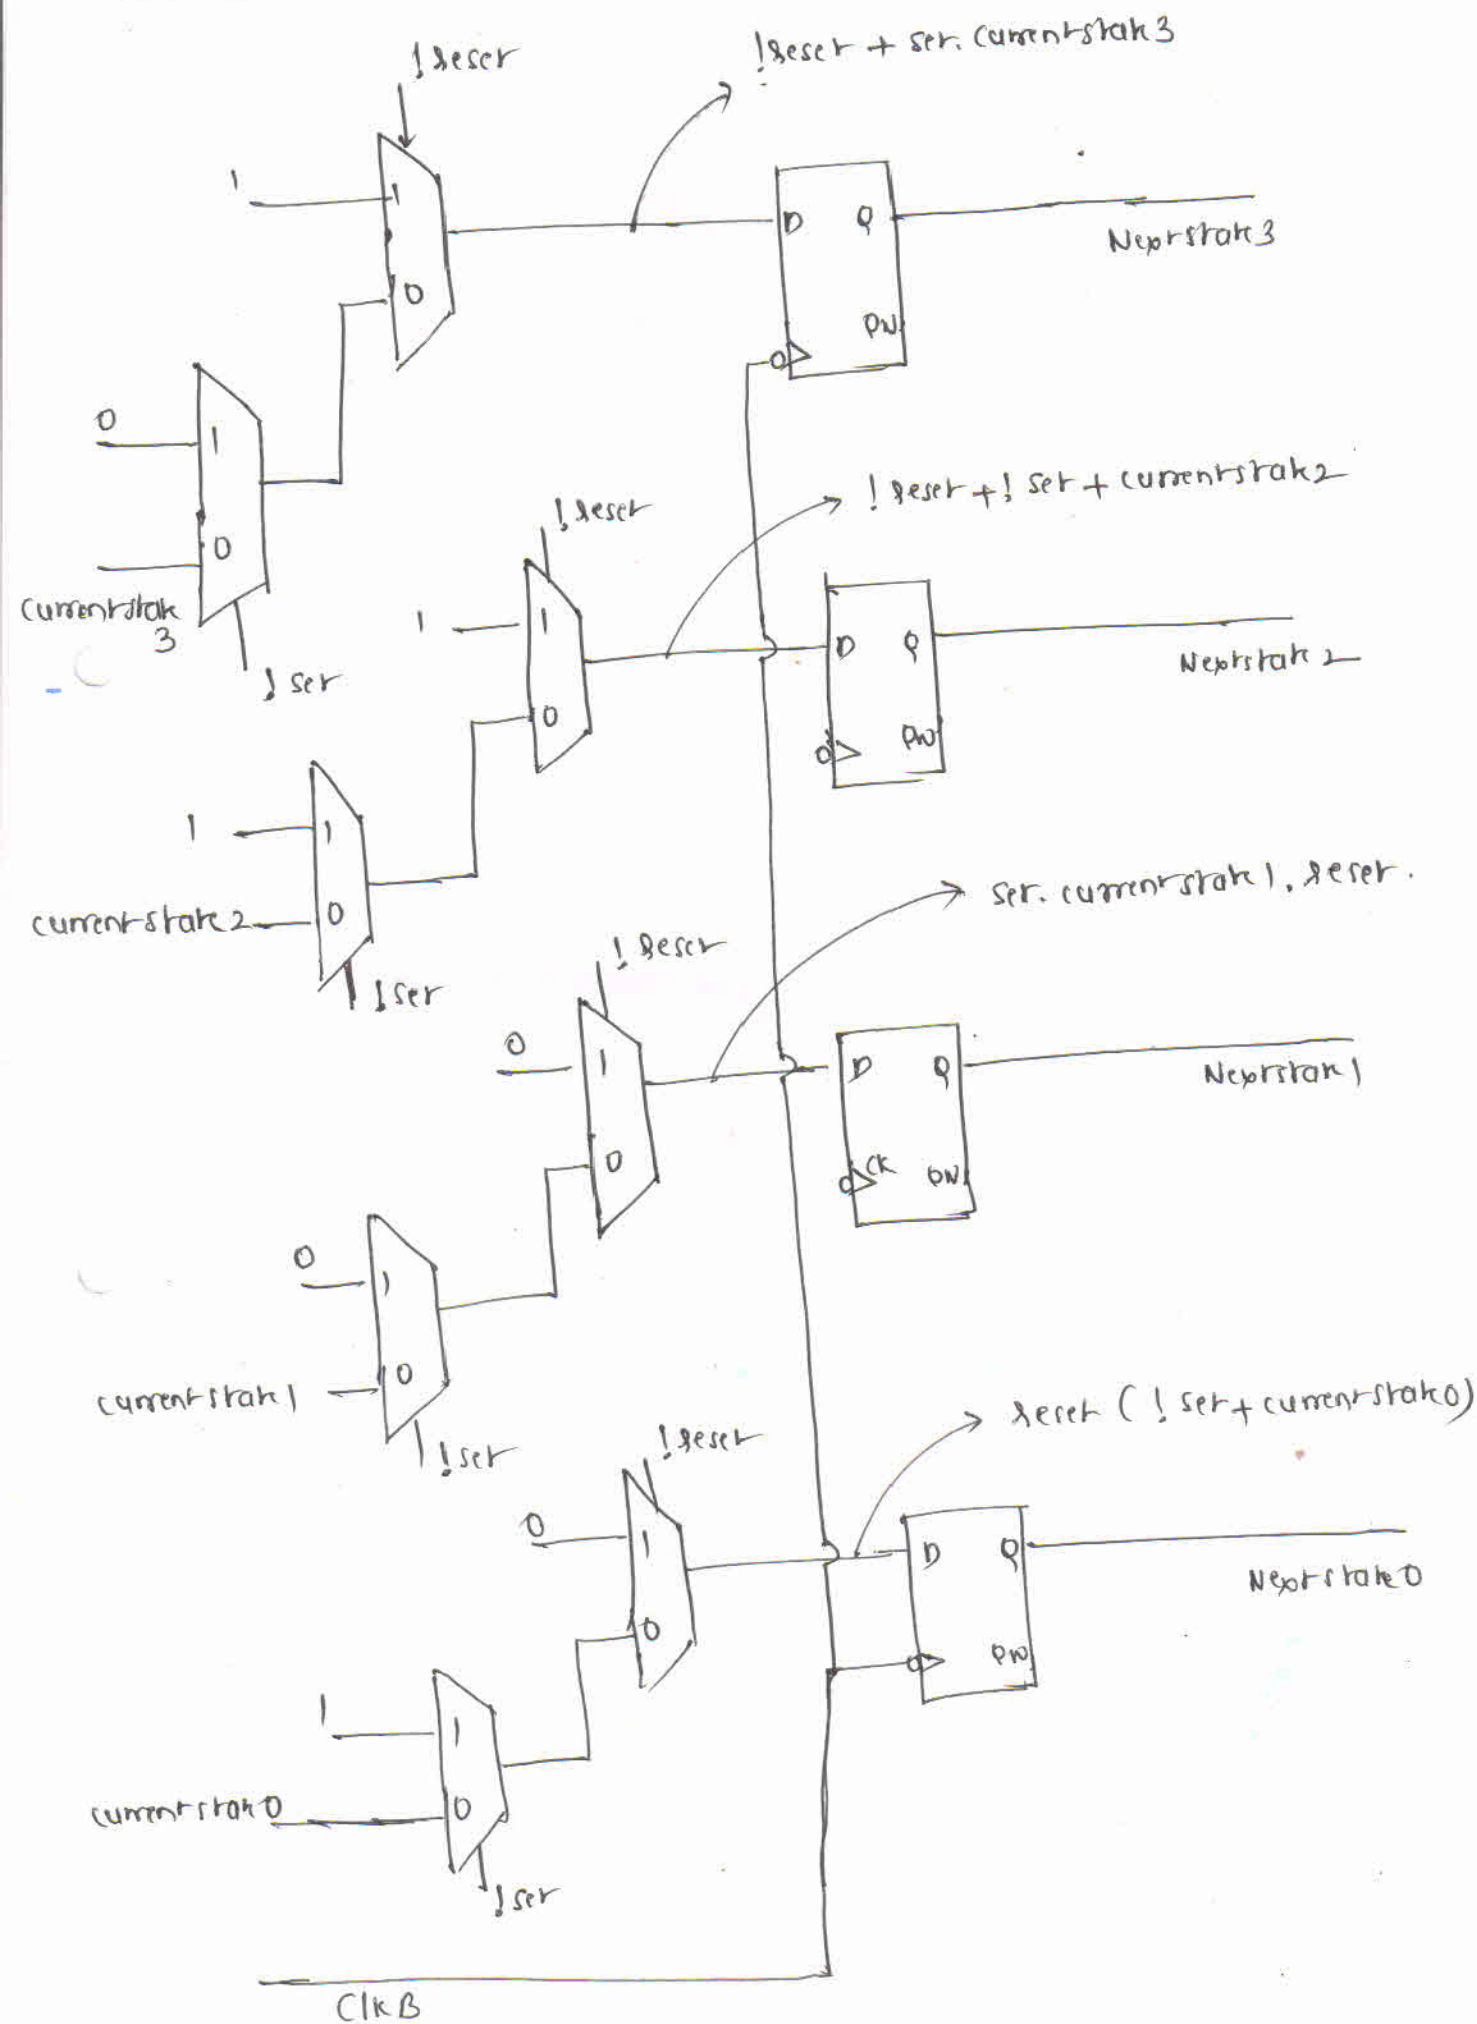 !reset
!reset + set. currentstate3
1
1
D Q
Nextstate3
0
QN
0
1
0
currentstate
3
!set
!reset + ! set + currentstate2
!reset
1
1
D Q
Nextstate2
0
QN
1
1
currentstate2
0
!set
set. currentstate1. reset.
!reset
0
1
D Q
Nextstate1
0
CK QN
0
1
currentstate1
0
!set
reset ( ! set + currentstate0)
!reset
0
1
D Q
Nextstate0
0
QN
1
1
currentstate0
0
!set
ClkB